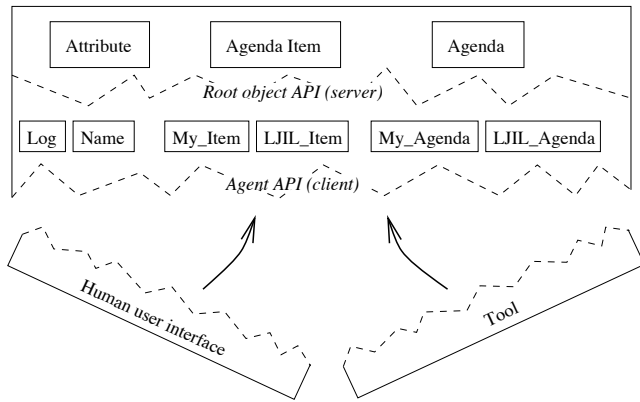 Attribute
Agenda Item
Agenda
Root object API (server)
Log
Name
My_Item
LJIL_Item
My_Agenda
LJIL_Agenda
Agent API (client)
Human user interface
Tool